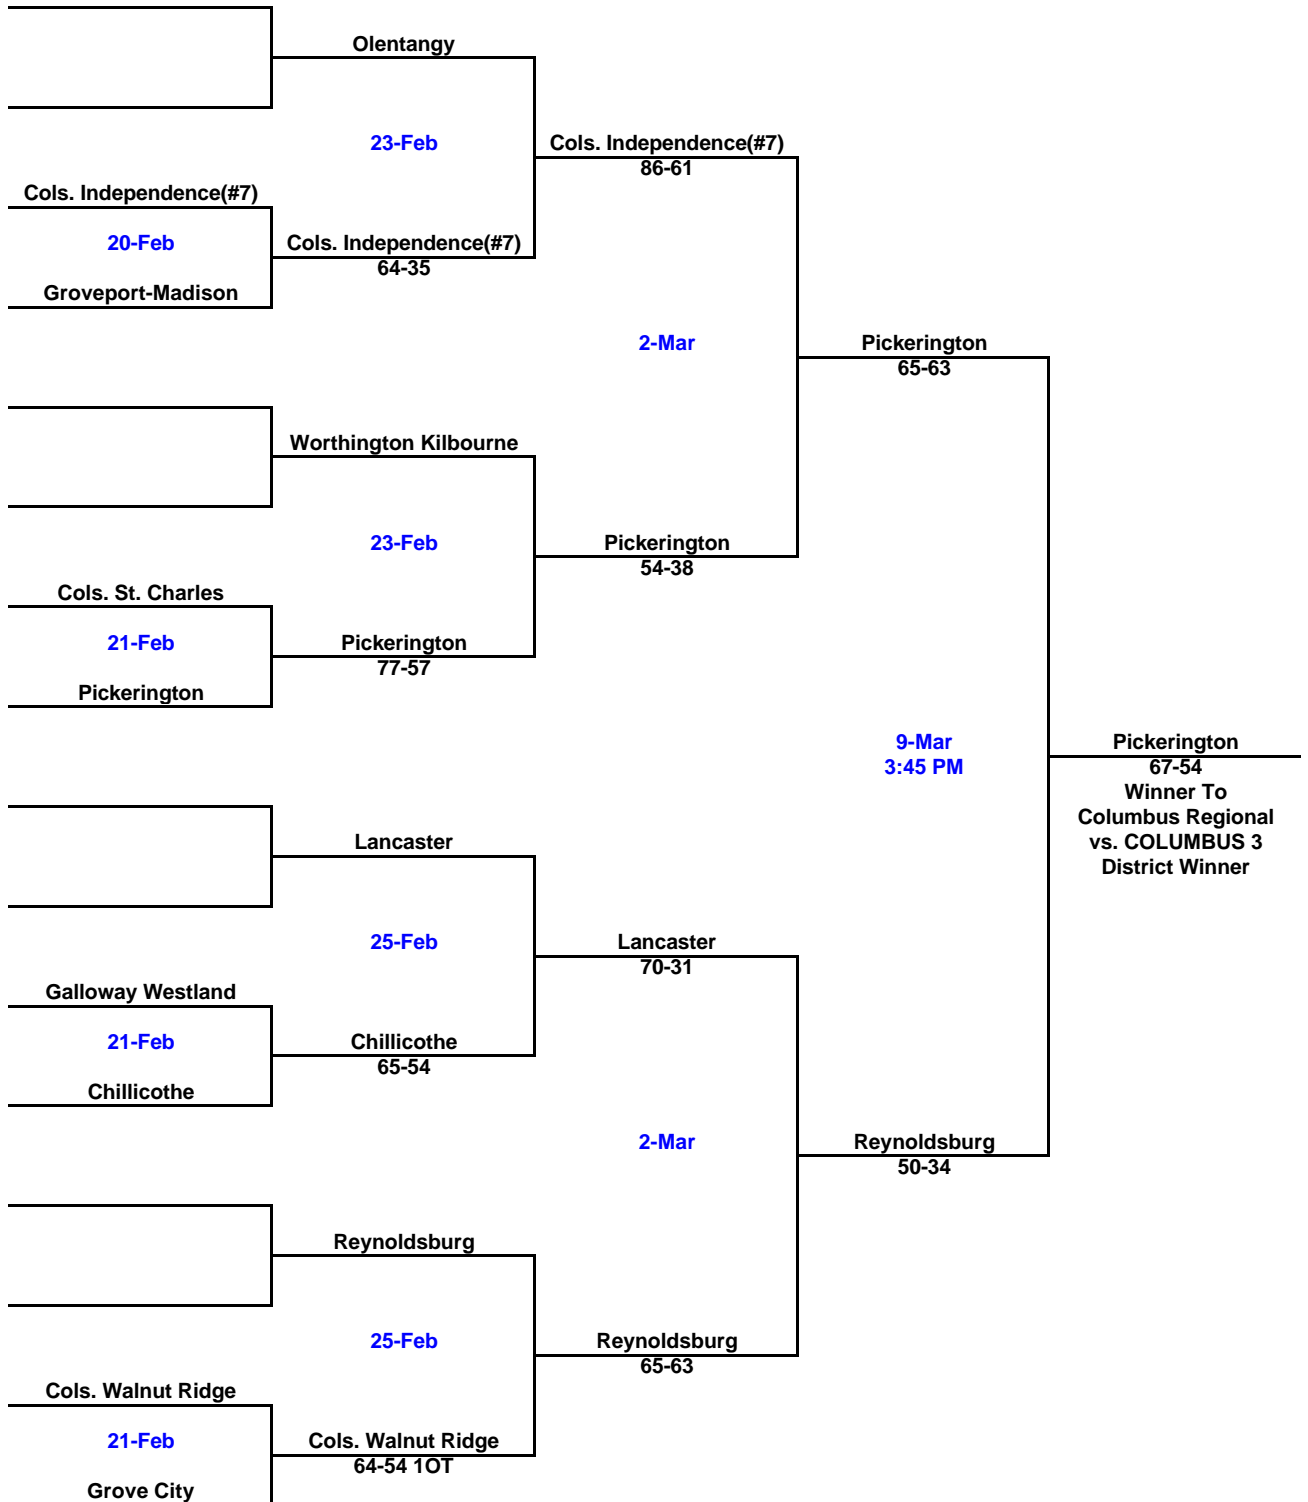 Olentangy
23-Feb
Cols. Independence(#7)
86-61
Cols. Independence(#7)
20-Feb
Cols. Independence(#7)
64-35
Groveport-Madison
2-Mar
Pickerington
65-63
Worthington Kilbourne
23-Feb
Pickerington
54-38
Cols. St. Charles
21-Feb
Pickerington
77-57
Pickerington
9-Mar
3:45 PM
Pickerington
67-54
Winner To
Columbus Regional
vs. COLUMBUS 3
District Winner
Lancaster
25-Feb
Lancaster
70-31
Galloway Westland
21-Feb
Chillicothe
65-54
Chillicothe
2-Mar
Reynoldsburg
50-34
Reynoldsburg
25-Feb
Reynoldsburg
65-63
Cols. Walnut Ridge
21-Feb
Cols. Walnut Ridge
64-54 1OT
Grove City